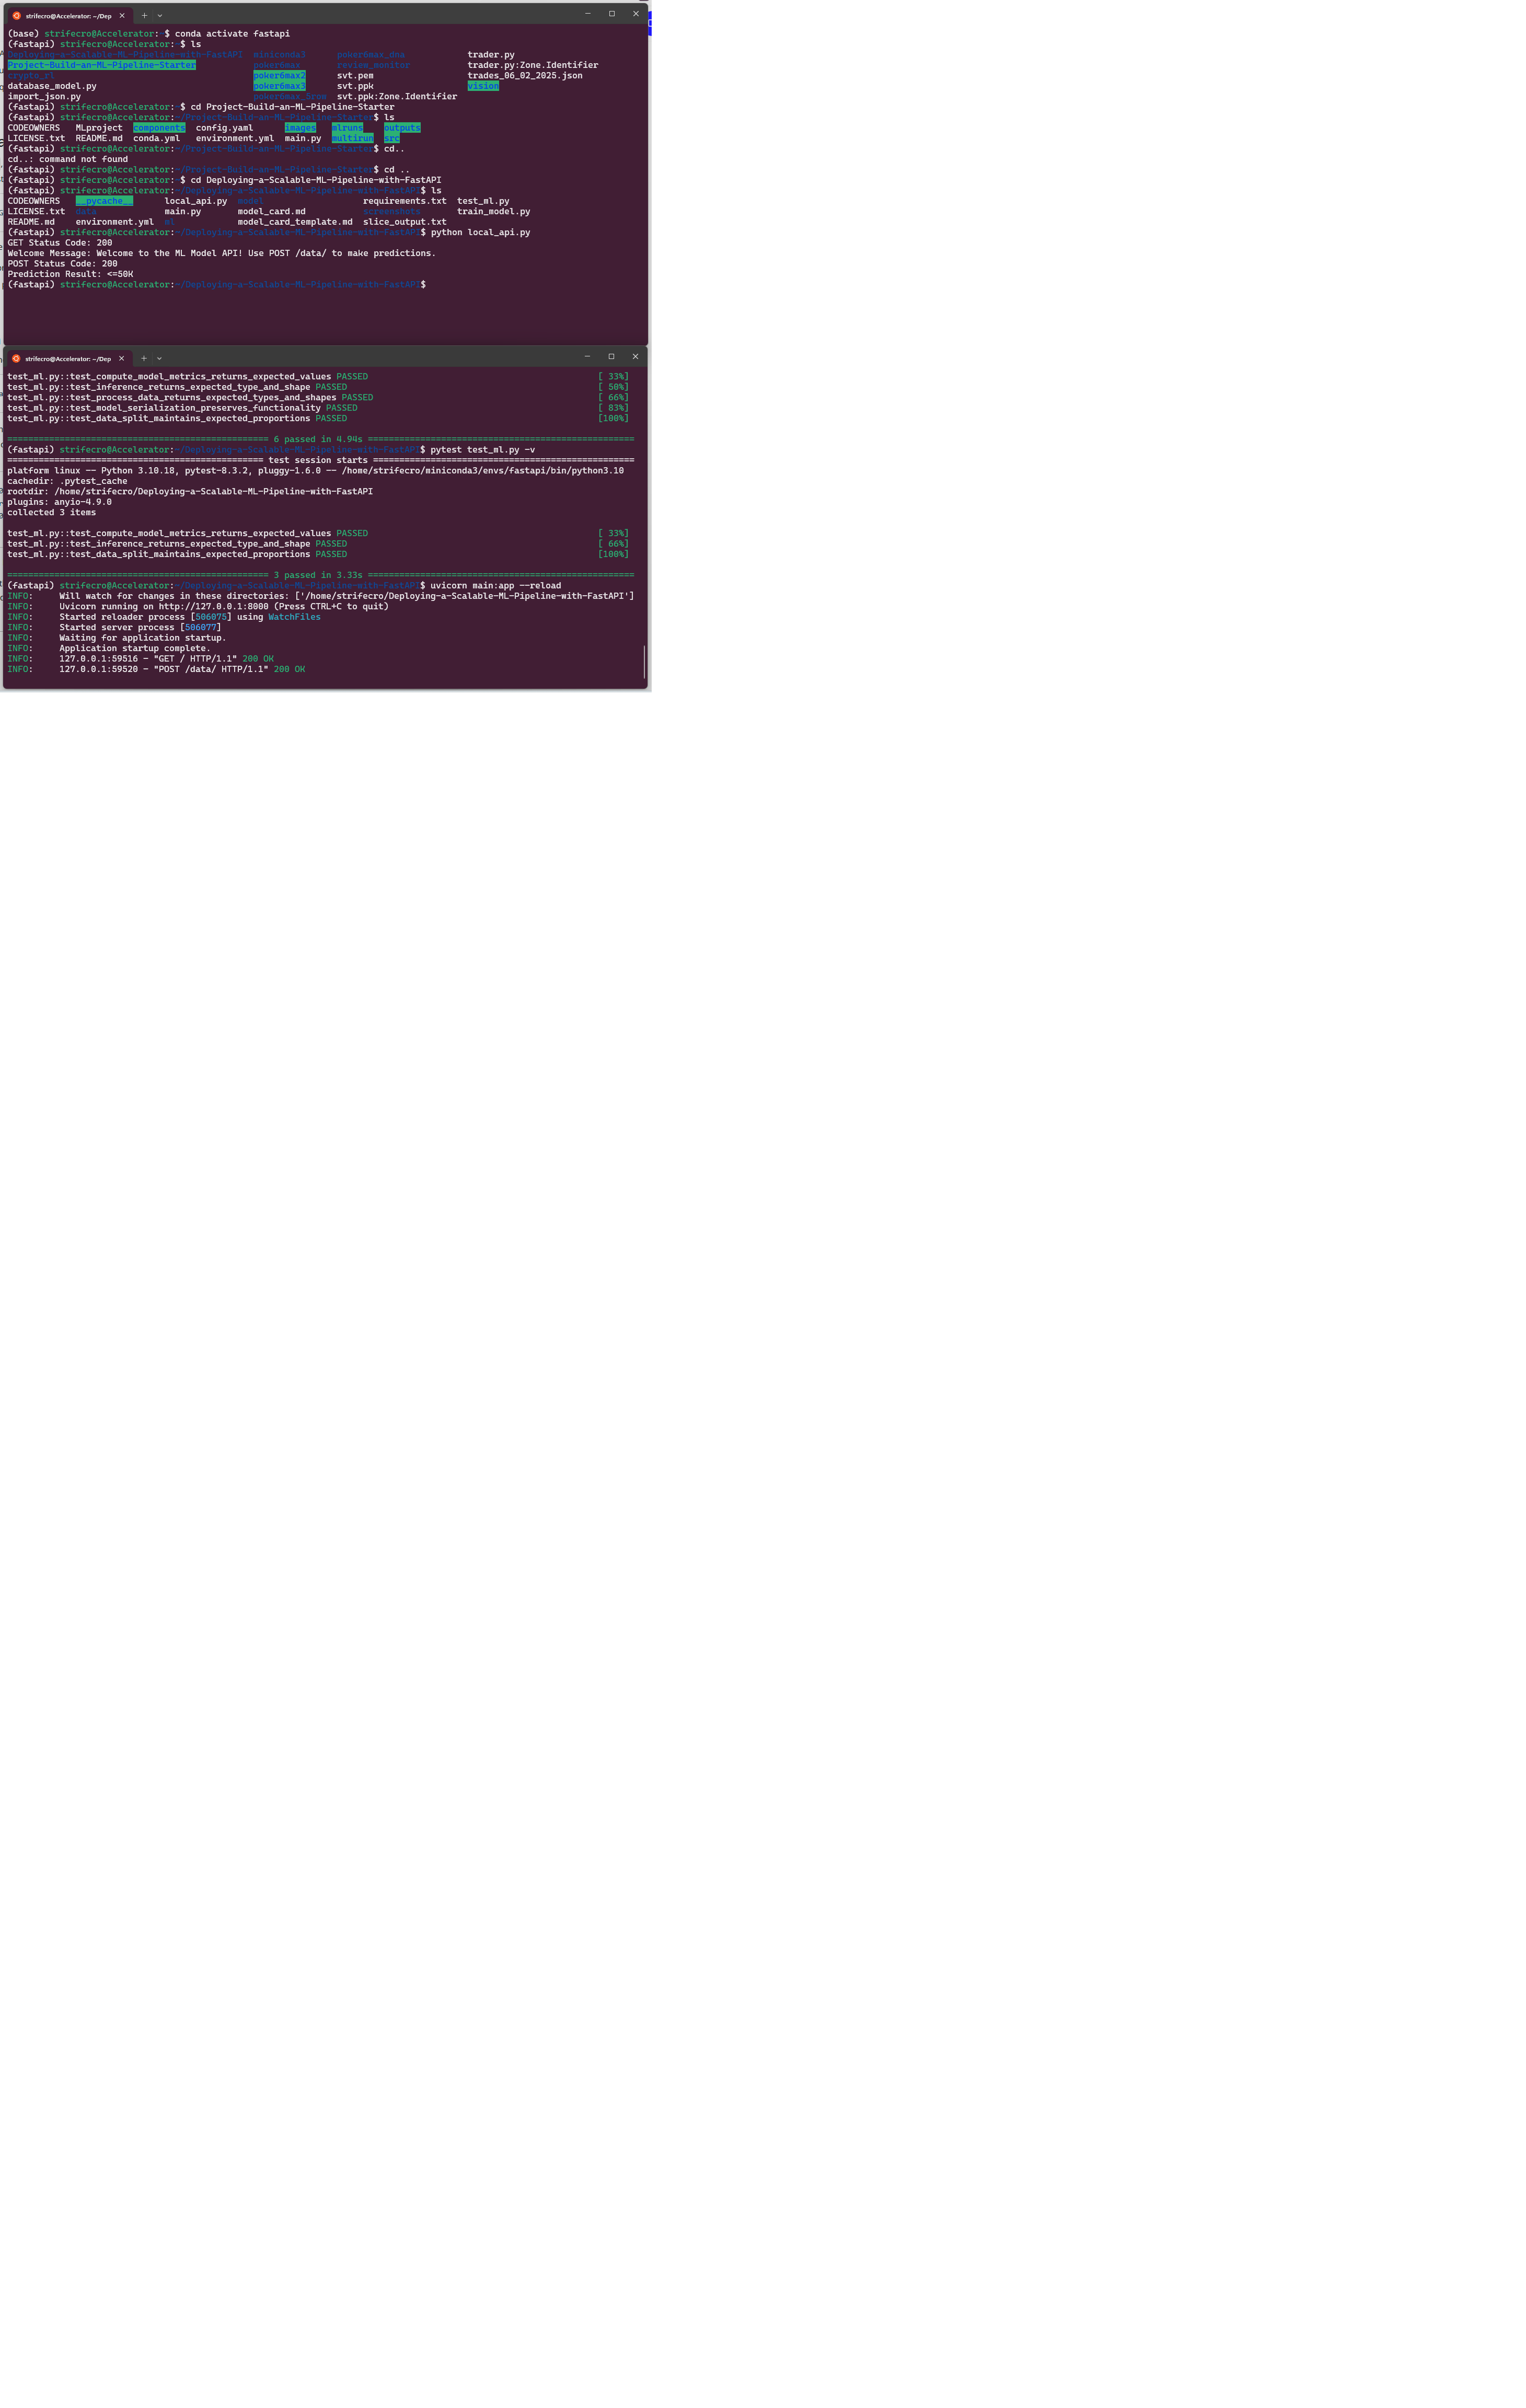 strifecro@Accelerator: ~/Dep
(base) strifecro@Accelerator:~$ conda activate fastapi
(fastapi) strifecro@Accelerator:~$ ls
Deploying-a-Scalable-ML-Pipeline-with-FastAPI miniconda3 poker6max_dna trader.py
Project-Build-an-ML-Pipeline-Starter poker6max review_monitor trader.py:Zone.Identifier
crypto_rl poker6max2 svt.pem trades_06_02_2025.json
database_model.py poker6max3 svt.ppk vision
import_json.py svt.ppk:Zone.Identifier
(fastapi) strifecro@Accelerator:~$ cd Project-Build-an-ML-Pipeline-Starter
(fastapi) strifecro@Accelerator:~/Project-Build-an-ML-Pipeline-Starter$ ls
CODEOWNERS MLproject components config.yaml images mlruns outputs
LICENSE.txt README.md conda.yml environment.yml main.py multirun src
(fastapi) strifecro@Accelerator:~/Project-Build-an-ML-Pipeline-Starter$ cd..
cd..: command not found
(fastapi) strifecro@Accelerator:~/Project-Build-an-ML-Pipeline-Starter$ cd ..
(fastapi) strifecro@Accelerator:~$ cd Deploying-a-Scalable-ML-Pipeline-with-FastAPI
(fastapi) strifecro@Accelerator:~/Deploying-a-Scalable-ML-Pipeline-with-FastAPI$ ls
CODEOWNERS __pycache__ local_api.py model requirements.txt test_ml.py
LICENSE.txt data main.py model_card.md screenshots train_model.py
README.md environment.yml ml model_card_template.md slice_output.txt
(fastapi) strifecro@Accelerator:~/Deploying-a-Scalable-ML-Pipeline-with-FastAPI$ python local_api.py
GET Status Code: 200
Welcome Message: Welcome to the ML Model API! Use POST /data/ to make predictions.
POST Status Code: 200
Prediction Result: <=50K
(fastapi) strifecro@Accelerator:~/Deploying-a-Scalable-ML-Pipeline-with-FastAPI$
strifecro@Accelerator: ~/Dep
test_ml.py::test_compute_model_metrics_returns_expected_values PASSED [ 33%]
test_ml.py::test_inference_returns_expected_type_and_shape PASSED [ 50%]
test_ml.py::test_process_data_returns_expected_types_and_shapes PASSED [ 66%]
test_ml.py::test_model_serialization_preserves_functionality PASSED [ 83%]
test_ml.py::test_data_split_maintains_expected_proportions PASSED [100%]
================================================== 6 passed in 4.94s ===================================================
(fastapi) strifecro@Accelerator:~/Deploying-a-Scalable-ML-Pipeline-with-FastAPI$ pytest test_ml.py -v
================================================= test session starts ==================================================
platform linux -- Python 3.10.18, pytest-8.3.2, pluggy-1.6.0 -- /home/strifecro/miniconda3/envs/fastapi/bin/python3.10
cachedir: .pytest_cache
rootdir: /home/strifecro/Deploying-a-Scalable-ML-Pipeline-with-FastAPI
plugins: anyio-4.9.0
collected 3 items
test_ml.py::test_compute_model_metrics_returns_expected_values PASSED [ 33%]
test_ml.py::test_inference_returns_expected_type_and_shape PASSED [ 66%]
test_ml.py::test_data_split_maintains_expected_proportions PASSED [100%]
================================================== 3 passed in 3.33s ===================================================
(fastapi) strifecro@Accelerator:~/Deploying-a-Scalable-ML-Pipeline-with-FastAPI$ uvicorn main:app --reload
INFO: Will watch for changes in these directories: ['/home/strifecro/Deploying-a-Scalable-ML-Pipeline-with-FastAPI']
INFO: Uvicorn running on http://127.0.0.1:8000 (Press CTRL+C to quit)
INFO: Started reloader process [506075] using WatchFiles
INFO: Started server process [506077]
INFO: Waiting for application startup.
INFO: Application startup complete.
INFO: 127.0.0.1:59516 - "GET / HTTP/1.1" 200 OK
INFO: 127.0.0.1:59520 - "POST /data/ HTTP/1.1" 200 OK